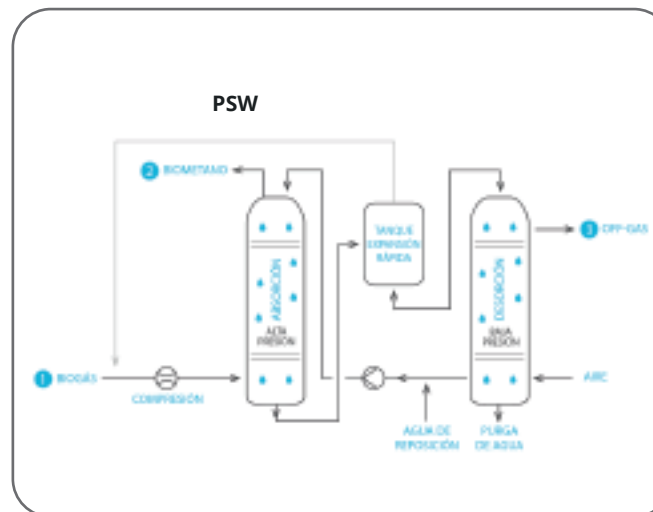 PSW
2 BIOMETANO
TANQUE
EXPANSIÓN
RÁPIDA
3 OFF-GAS
ABSORCIÓN
ALTA
PRESIÓN
DESORCIÓN
BAJA
PRESIÓN
1 BIOGÁS
COMPRESIÓN
AIRE
AGUA DE
REPOSICIÓN
PURGA
DE AGUA